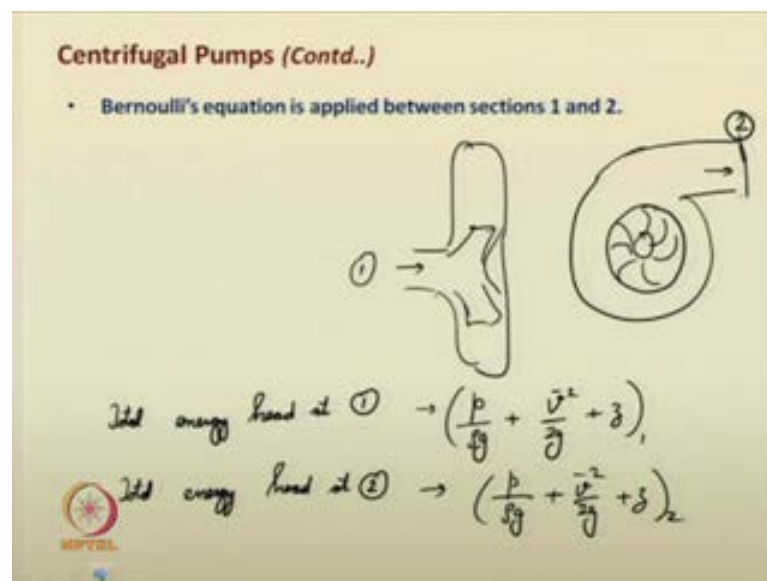 Centrifugal Pumps (Contd..)
• Bernoulli's equation is applied between sections 1 and 2.
②
①
Total energy head at ① → (p/ρg + v̄²/2g + z)₁
Total energy head at ② → (p/ρg + v̄²/2g + z)₂
NPTEL